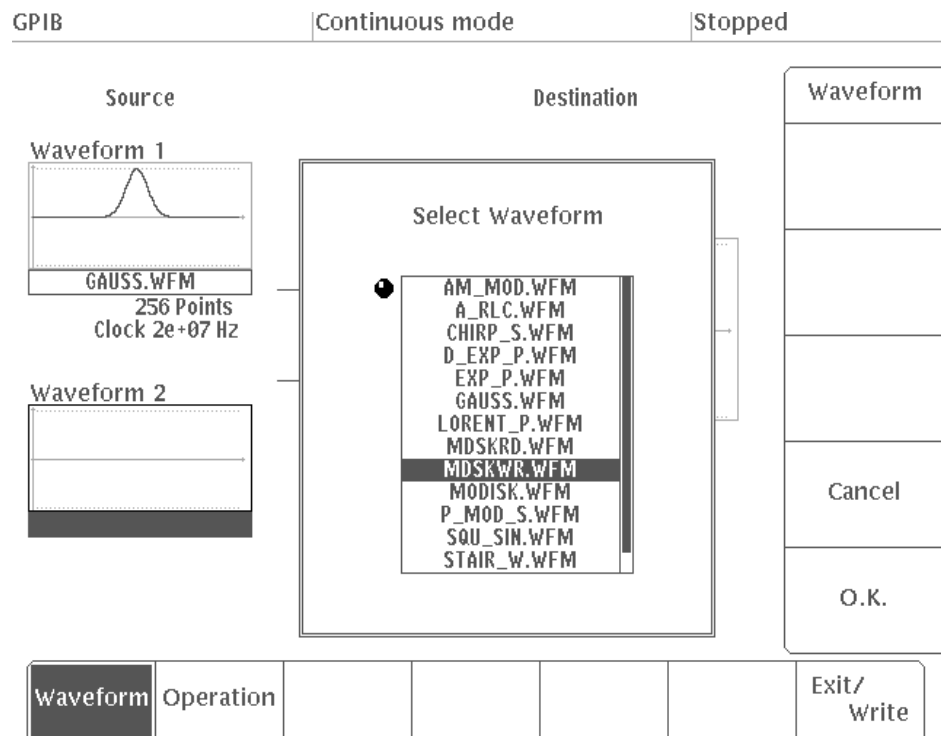 GPIB Continuous mode Stopped
Source Destination
Waveform 1
GAUSS.WFM
256 Points
Clock 2e+07 Hz
Waveform 2
Select Waveform
AM_MOD.WFM
A_RLC.WFM
CHIRP_S.WFM
D_EXP_P.WFM
EXP_P.WFM
GAUSS.WFM
LORENT_P.WFM
MDSKRD.WFM
MDSKWR.WFM
MODISK.WFM
P_MOD_S.WFM
SQU_SIN.WFM
STAIR_W.WFM
Waveform
Cancel
O.K.
Waveform Operation Exit/
Write